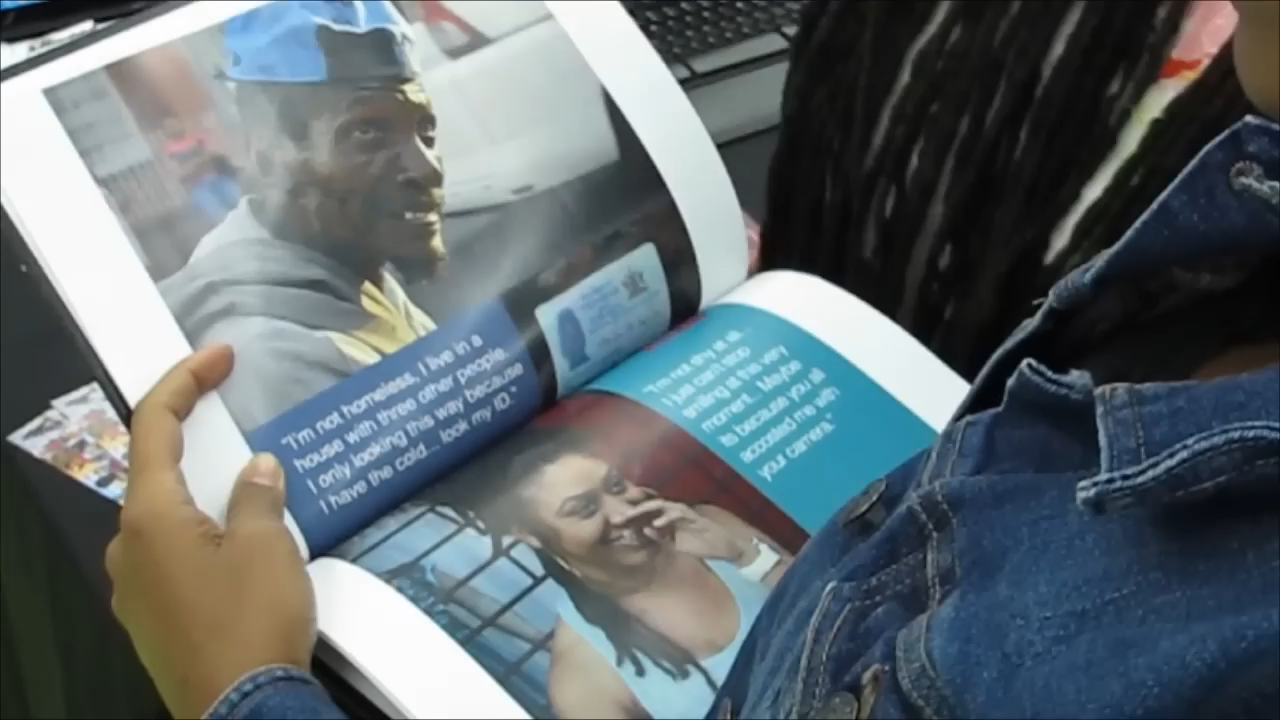 "I'm not homeless, I live in a
house with three other people.
I only looking this way because
I have the cold... look my ID."
"I'm not shy at all...
I just can't stop
smiling at this very
moment... Maybe
its because you all
accosted me with
your camera."